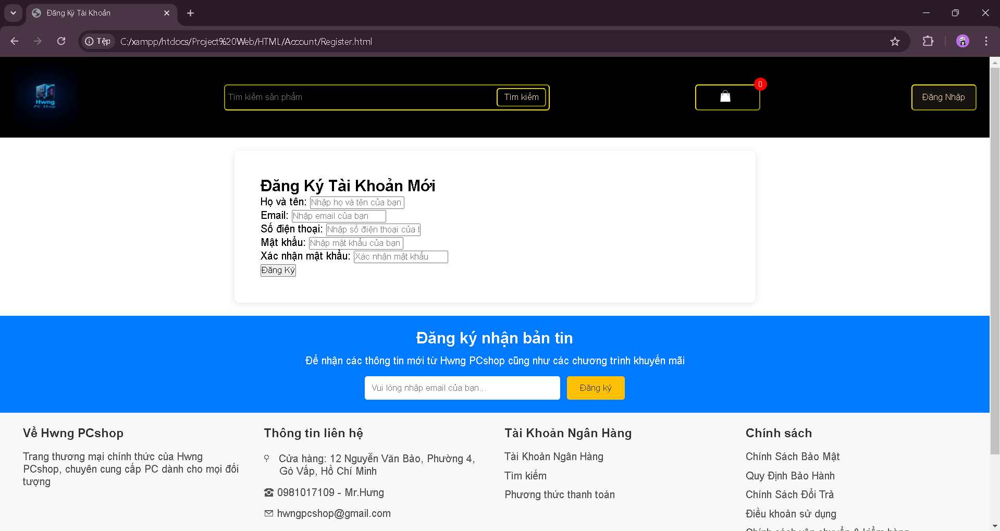 Đăng Ký Tài Khoản
Tệp
C:/xampp/htdocs/Project%20Web/HTML/Account/Register.html
Hwng
PC Shop
Tìm kiếm sản phẩm
Tìm kiếm
0
Đăng Nhập
Đăng Ký Tài Khoản Mới
Họ và tên: Nhập họ và tên của bạn
Email: Nhập email của bạn
Số điện thoại: Nhập số điện thoại của
Mật khẩu: Nhập mật khẩu của bạn
Xác nhận mật khẩu: Xác nhận mật khẩu
Đăng Ký
Đăng ký nhận bản tin
Để nhận các thông tin mới từ Hwng PCshop cũng như các chương trình khuyến mãi
Vui lòng nhập email của bạn...
Đăng ký
Về Hwng PCshop
Trang thương mại chính thức của Hwng
PCshop, chuyên cung cấp PC dành cho mọi đối
tượng
Thông tin liên hệ
Cửa hàng: 12 Nguyễn Văn Bảo, Phường 4,
Gò Vấp, Hồ Chí Minh
0981017109 - Mr.Hưng
hwngpcshop@gmail.com
Tài Khoản Ngân Hàng
Tài Khoản Ngân Hàng
Tìm kiếm
Phương thức thanh toán
Chính sách
Chính Sách Bảo Mật
Quy Định Bảo Hành
Chính Sách Đổi Trả
Điều khoản sử dụng
Chính sách vận chuyển & kiểm hàng